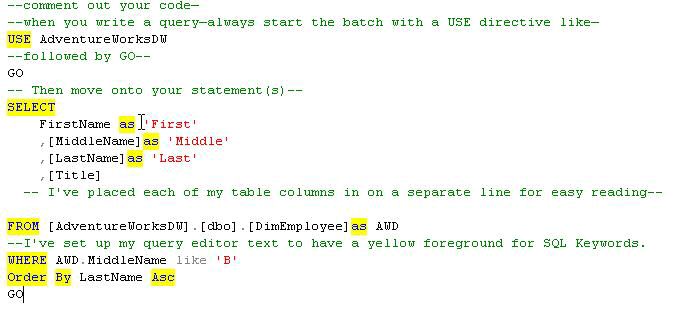 --comment out your code—
--when you write a query—always start the batch with a USE directive like—
USE AdventureWorksDW
--followed by GO--
GO
-- Then move onto your statement(s)--
SELECT
FirstName as 'First'
,[MiddleName]as 'Middle'
,[LastName]as 'Last'
,[Title]
-- I've placed each of my table columns in on a separate line for easy reading--
FROM [AdventureWorksDW].[dbo].[DimEmployee]as AWD
--I've set up my query editor text to have a yellow foreground for SQL Keywords.
WHERE AWD.MiddleName like 'B'
Order By LastName Asc
GO